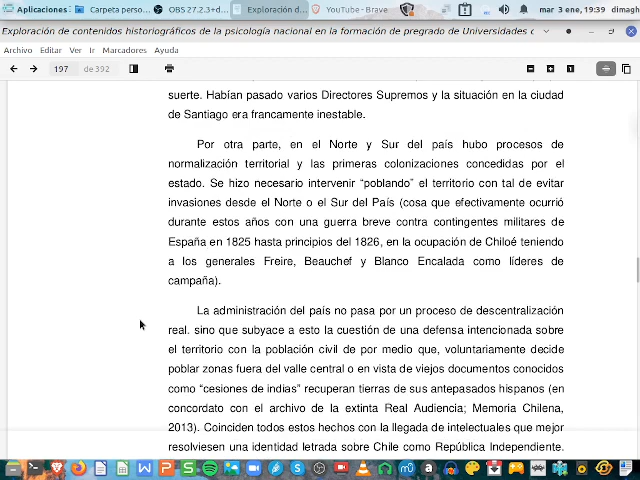 Aplicaciones
Carpeta perso...
OBS 27.2.3+d...
Exploración d...
YouTube - Brave
mar 3 ene, 19:39
dimagh
Exploración de contenidos historiográficos de la psicología nacional en la formación de pregrado de Universidades c
Archivo Editar Ver Ir Marcadores Ayuda
197 de 392
suerte. Habían pasado varios Directores Supremos y la situación en la ciudad
de Santiago era francamente inestable.
Por otra parte, en el Norte y Sur del país hubo procesos de
normalización territorial y las primeras colonizaciones concedidas por el
estado. Se hizo necesario intervenir “poblando” el territorio con tal de evitar
invasiones desde el Norte o el Sur del País (cosa que efectivamente ocurrió
durante estos años con una guerra breve contra contingentes militares de
España en 1825 hasta principios del 1826, en la ocupación de Chiloé teniendo
a los generales Freire, Beauchef y Blanco Encalada como líderes de
campaña).
La administración del país no pasa por un proceso de descentralización
real. sino que subyace a esto la cuestión de una defensa intencionada sobre
el territorio con la población civil de por medio que, voluntariamente decide
poblar zonas fuera del valle central o en vista de viejos documentos conocidos
como “cesiones de indias” recuperan tierras de sus antepasados hispanos (en
concordato con el archivo de la extinta Real Audiencia; Memoria Chilena,
2013). Coinciden todos estos hechos con la llegada de intelectuales que mejor
resolviesen una identidad letrada sobre Chile como República Independiente.